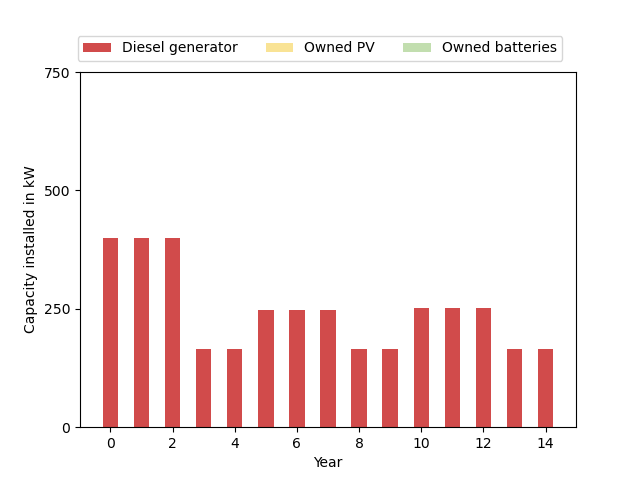 Diesel generator Owned PV Owned batteries
750
500
250
0
Capacity installed in kW
0 2 4 6 8 10 12 14
Year